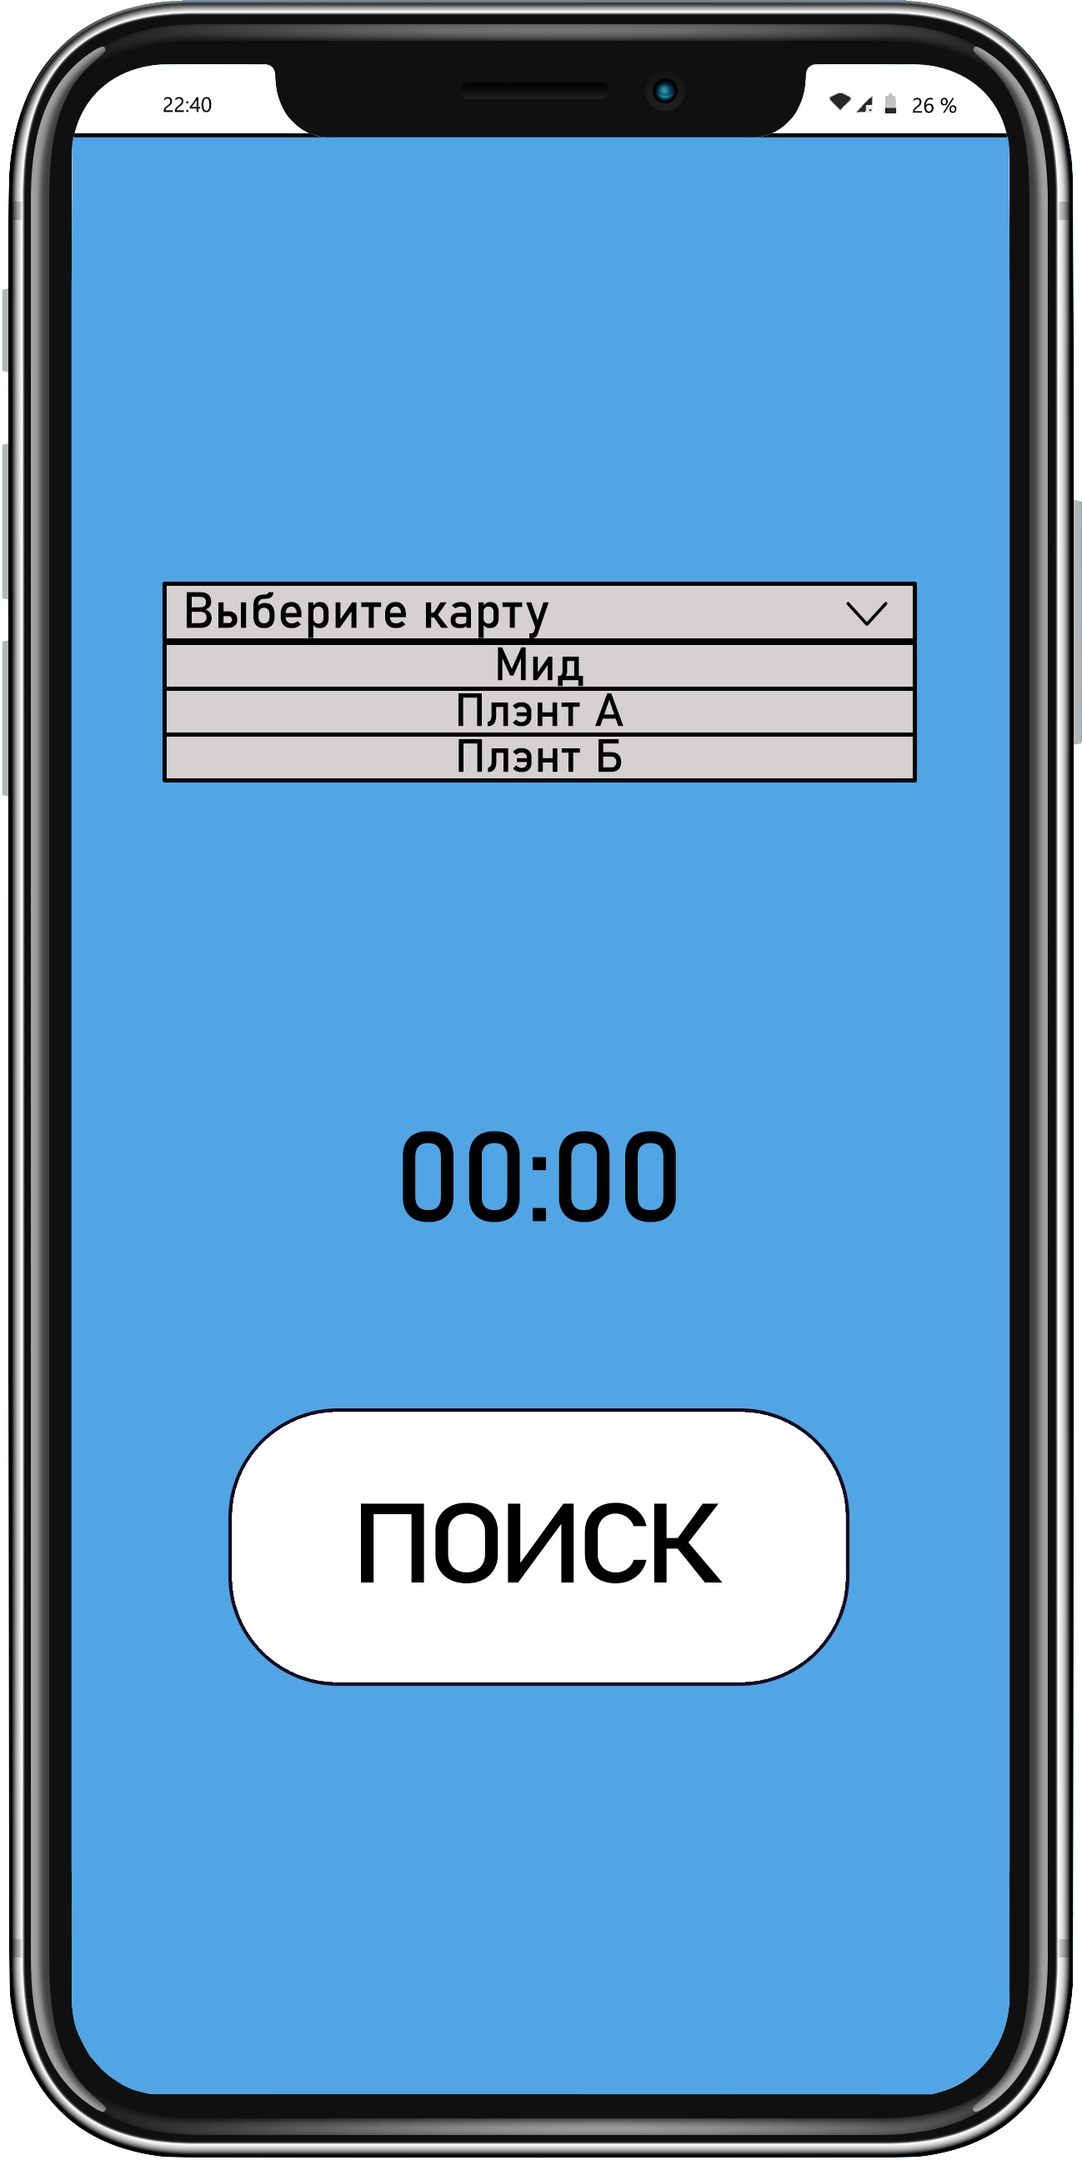 22:40
26 %
Выберите карту
Мид
Плэнт А
Плэнт Б
00:00
ПОИСК